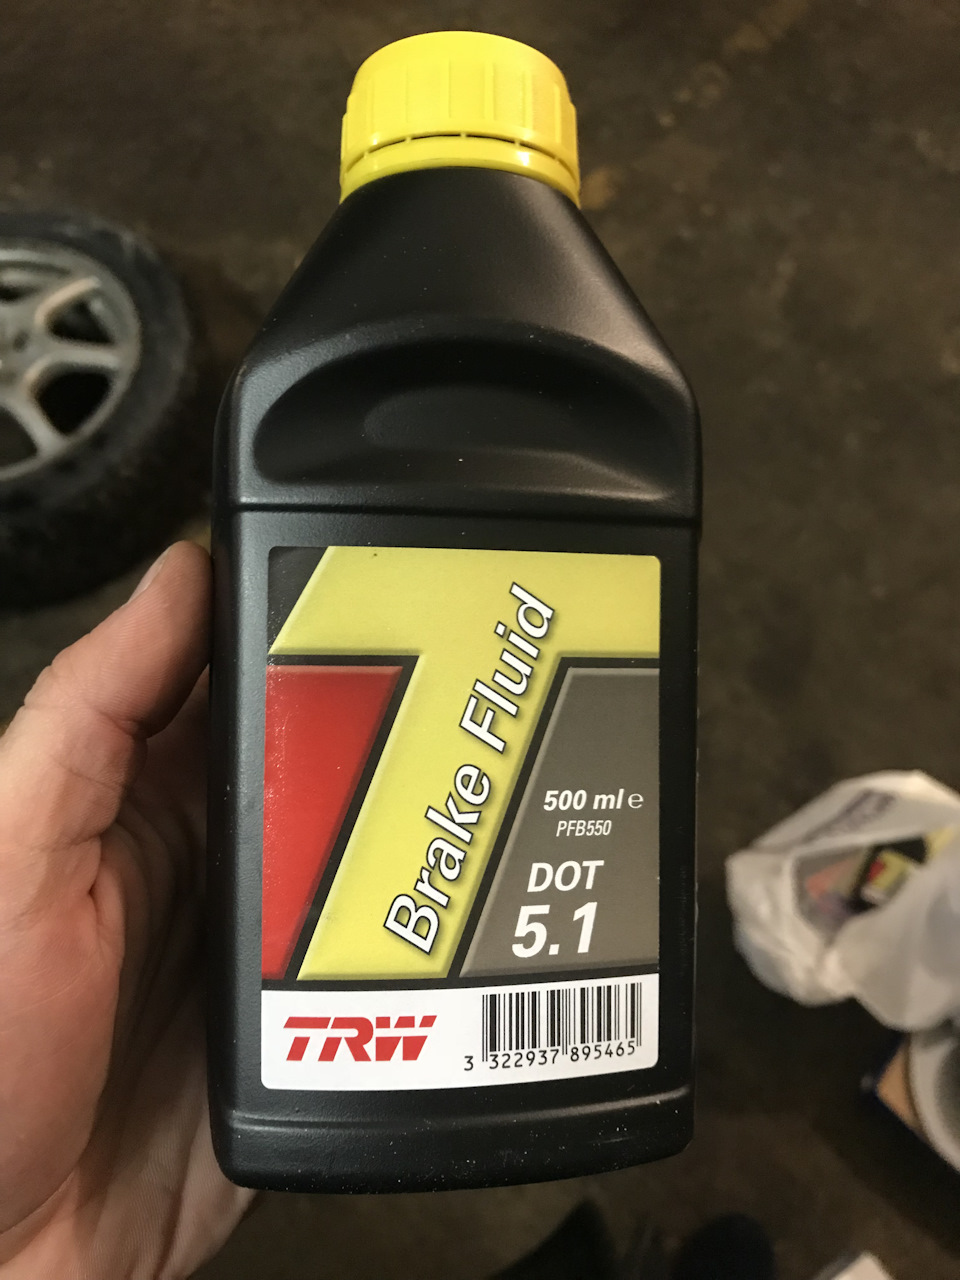 Brake Fluid
500 ml e
PFB550
DOT
5.1
TRW
3 322937 895465